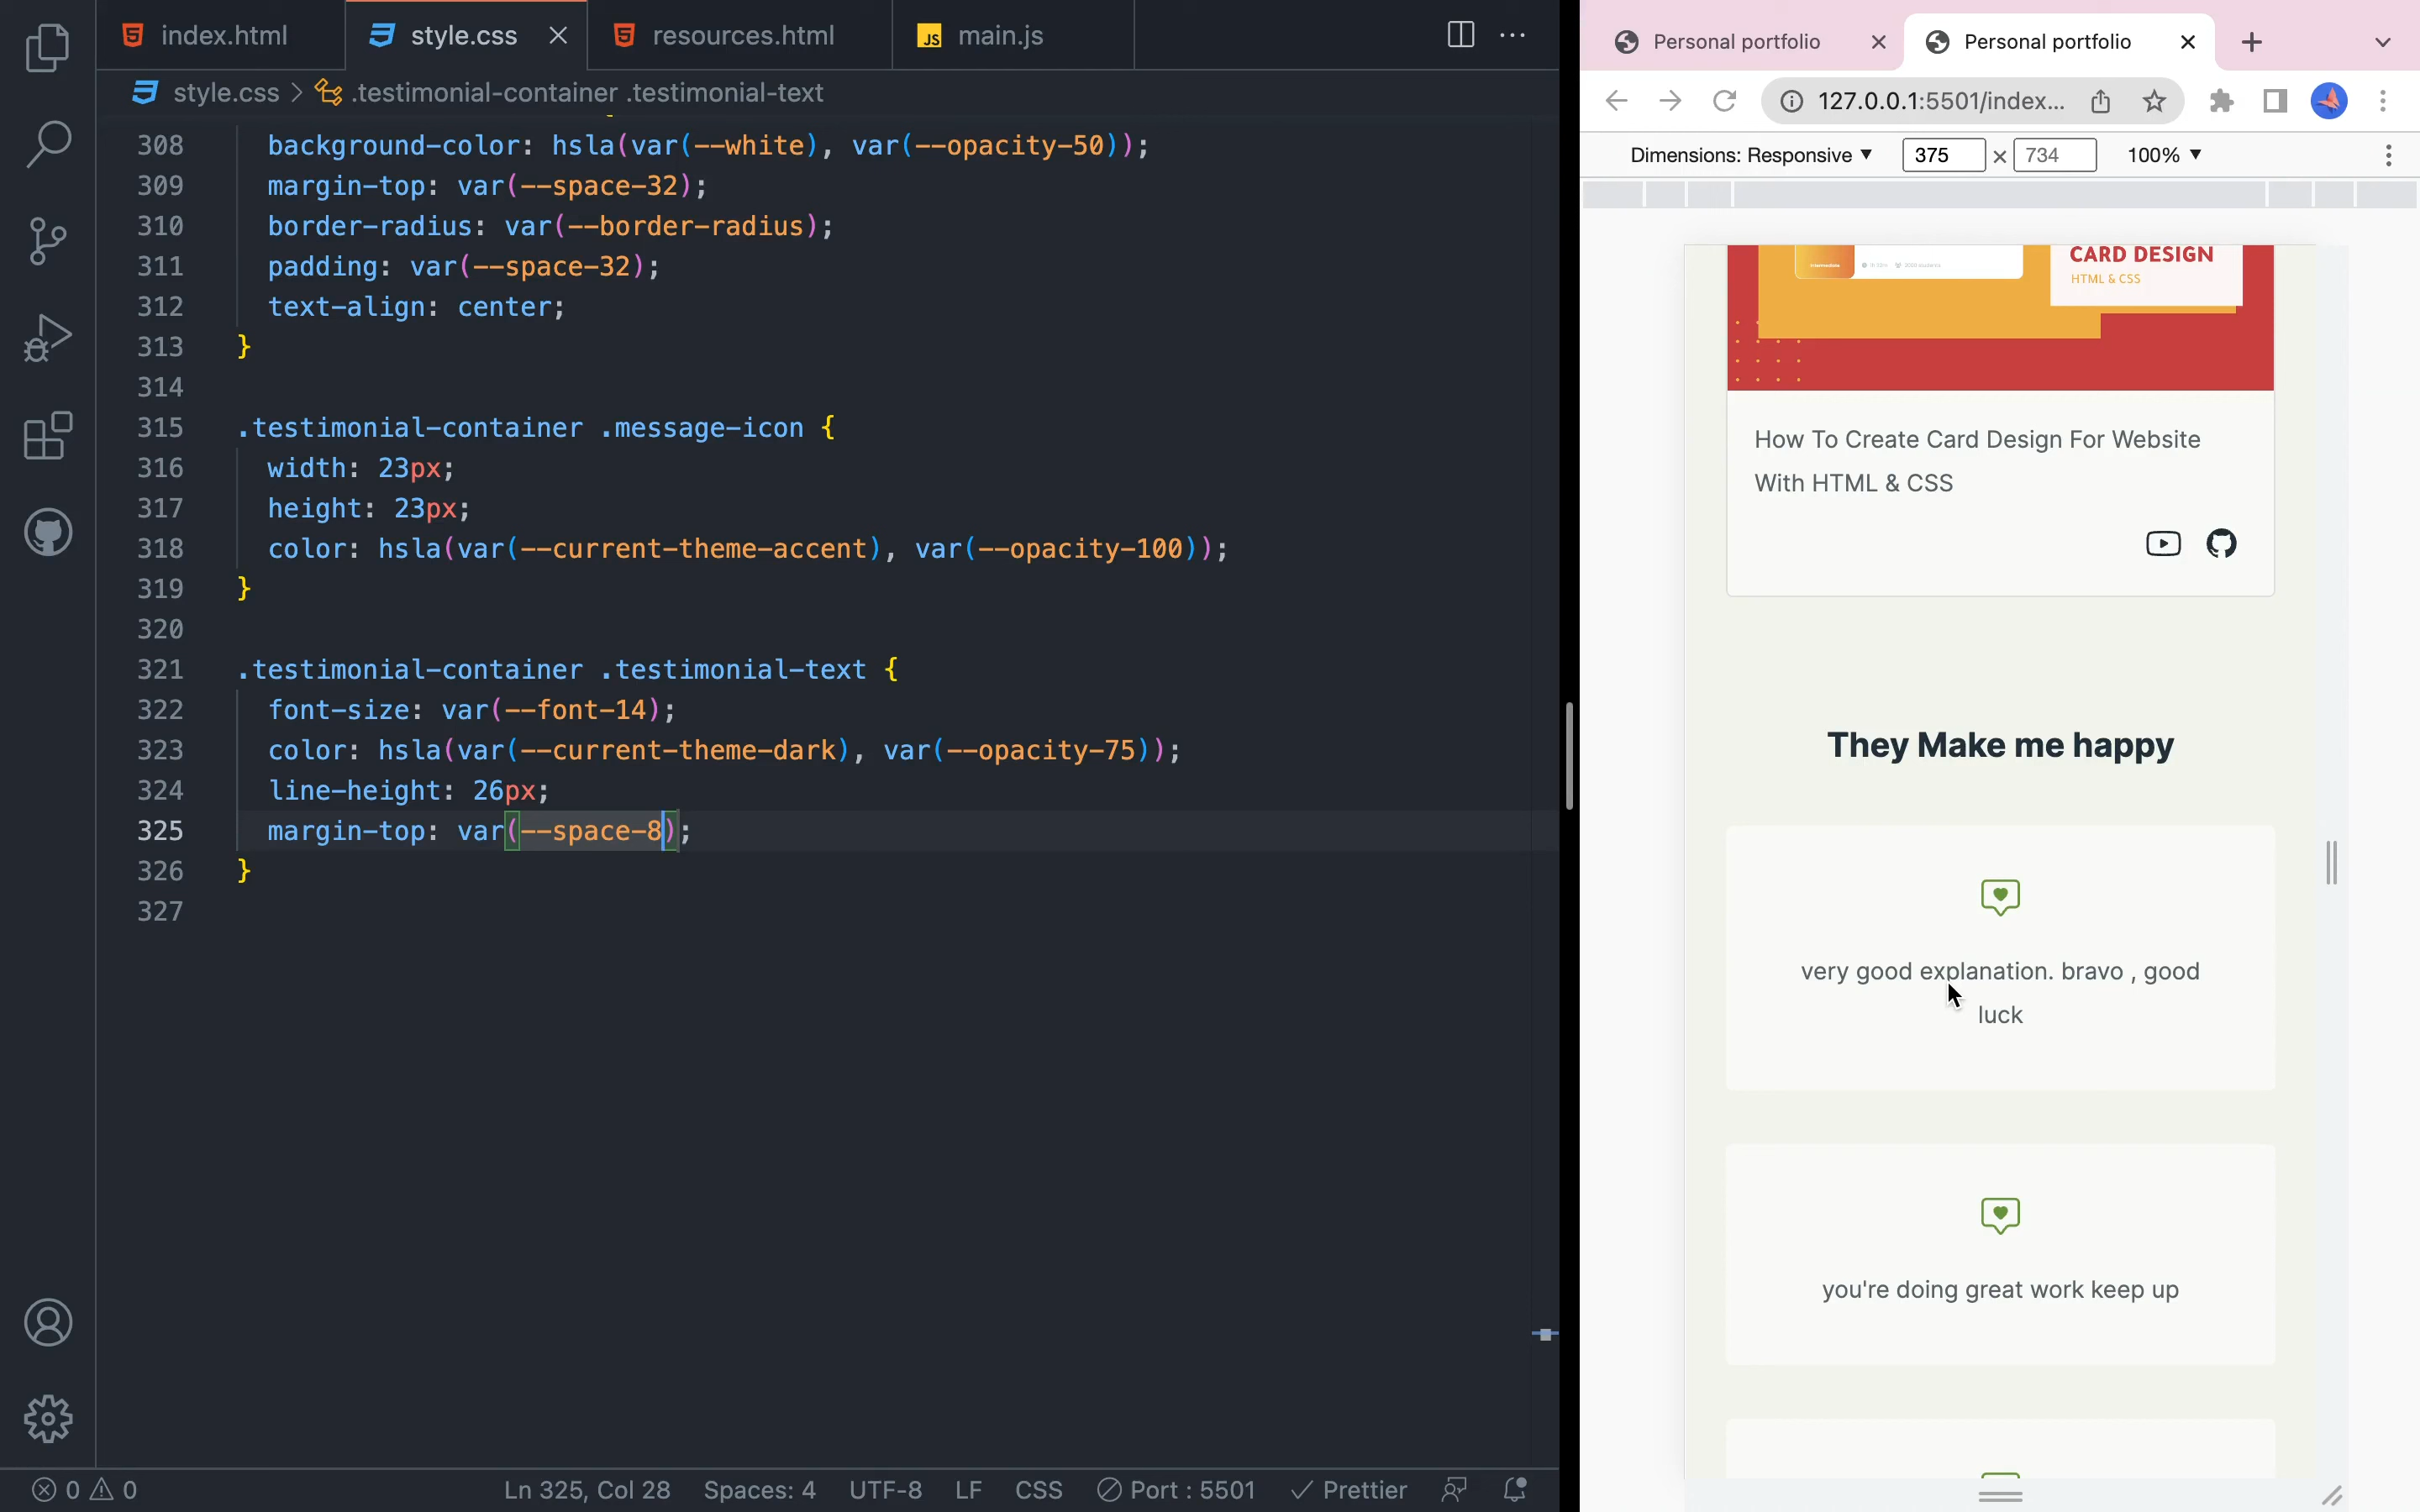 index.html
style.css
resources.html
JS main.js
style.css > .testimonial-container .testimonial-text
308 background-color: hsla(var(--white), var(--opacity-50));
309 margin-top: var(--space-32);
310 border-radius: var(--border-radius);
311 padding: var(--space-32);
312 text-align: center;
313 }
314
315 .testimonial-container .message-icon {
316 width: 23px;
317 height: 23px;
318 color: hsla(var(--current-theme-accent), var(--opacity-100));
319 }
320
321 .testimonial-container .testimonial-text {
322 font-size: var(--font-14);
323 color: hsla(var(--current-theme-dark), var(--opacity-75));
324 line-height: 26px;
325 margin-top: var(--space-8);
326 }
327
0 0
Ln 325, Col 28 Spaces: 4 UTF-8 LF CSS Port : 5501 Prettier
Personal portfolio
Personal portfolio
127.0.0.1:5501/index...
Dimensions: Responsive 375 × 734 100%
CARD DESIGN
HTML & CSS
How To Create Card Design For Website
With HTML & CSS
They Make me happy
very good explanation. bravo , good
luck
you're doing great work keep up